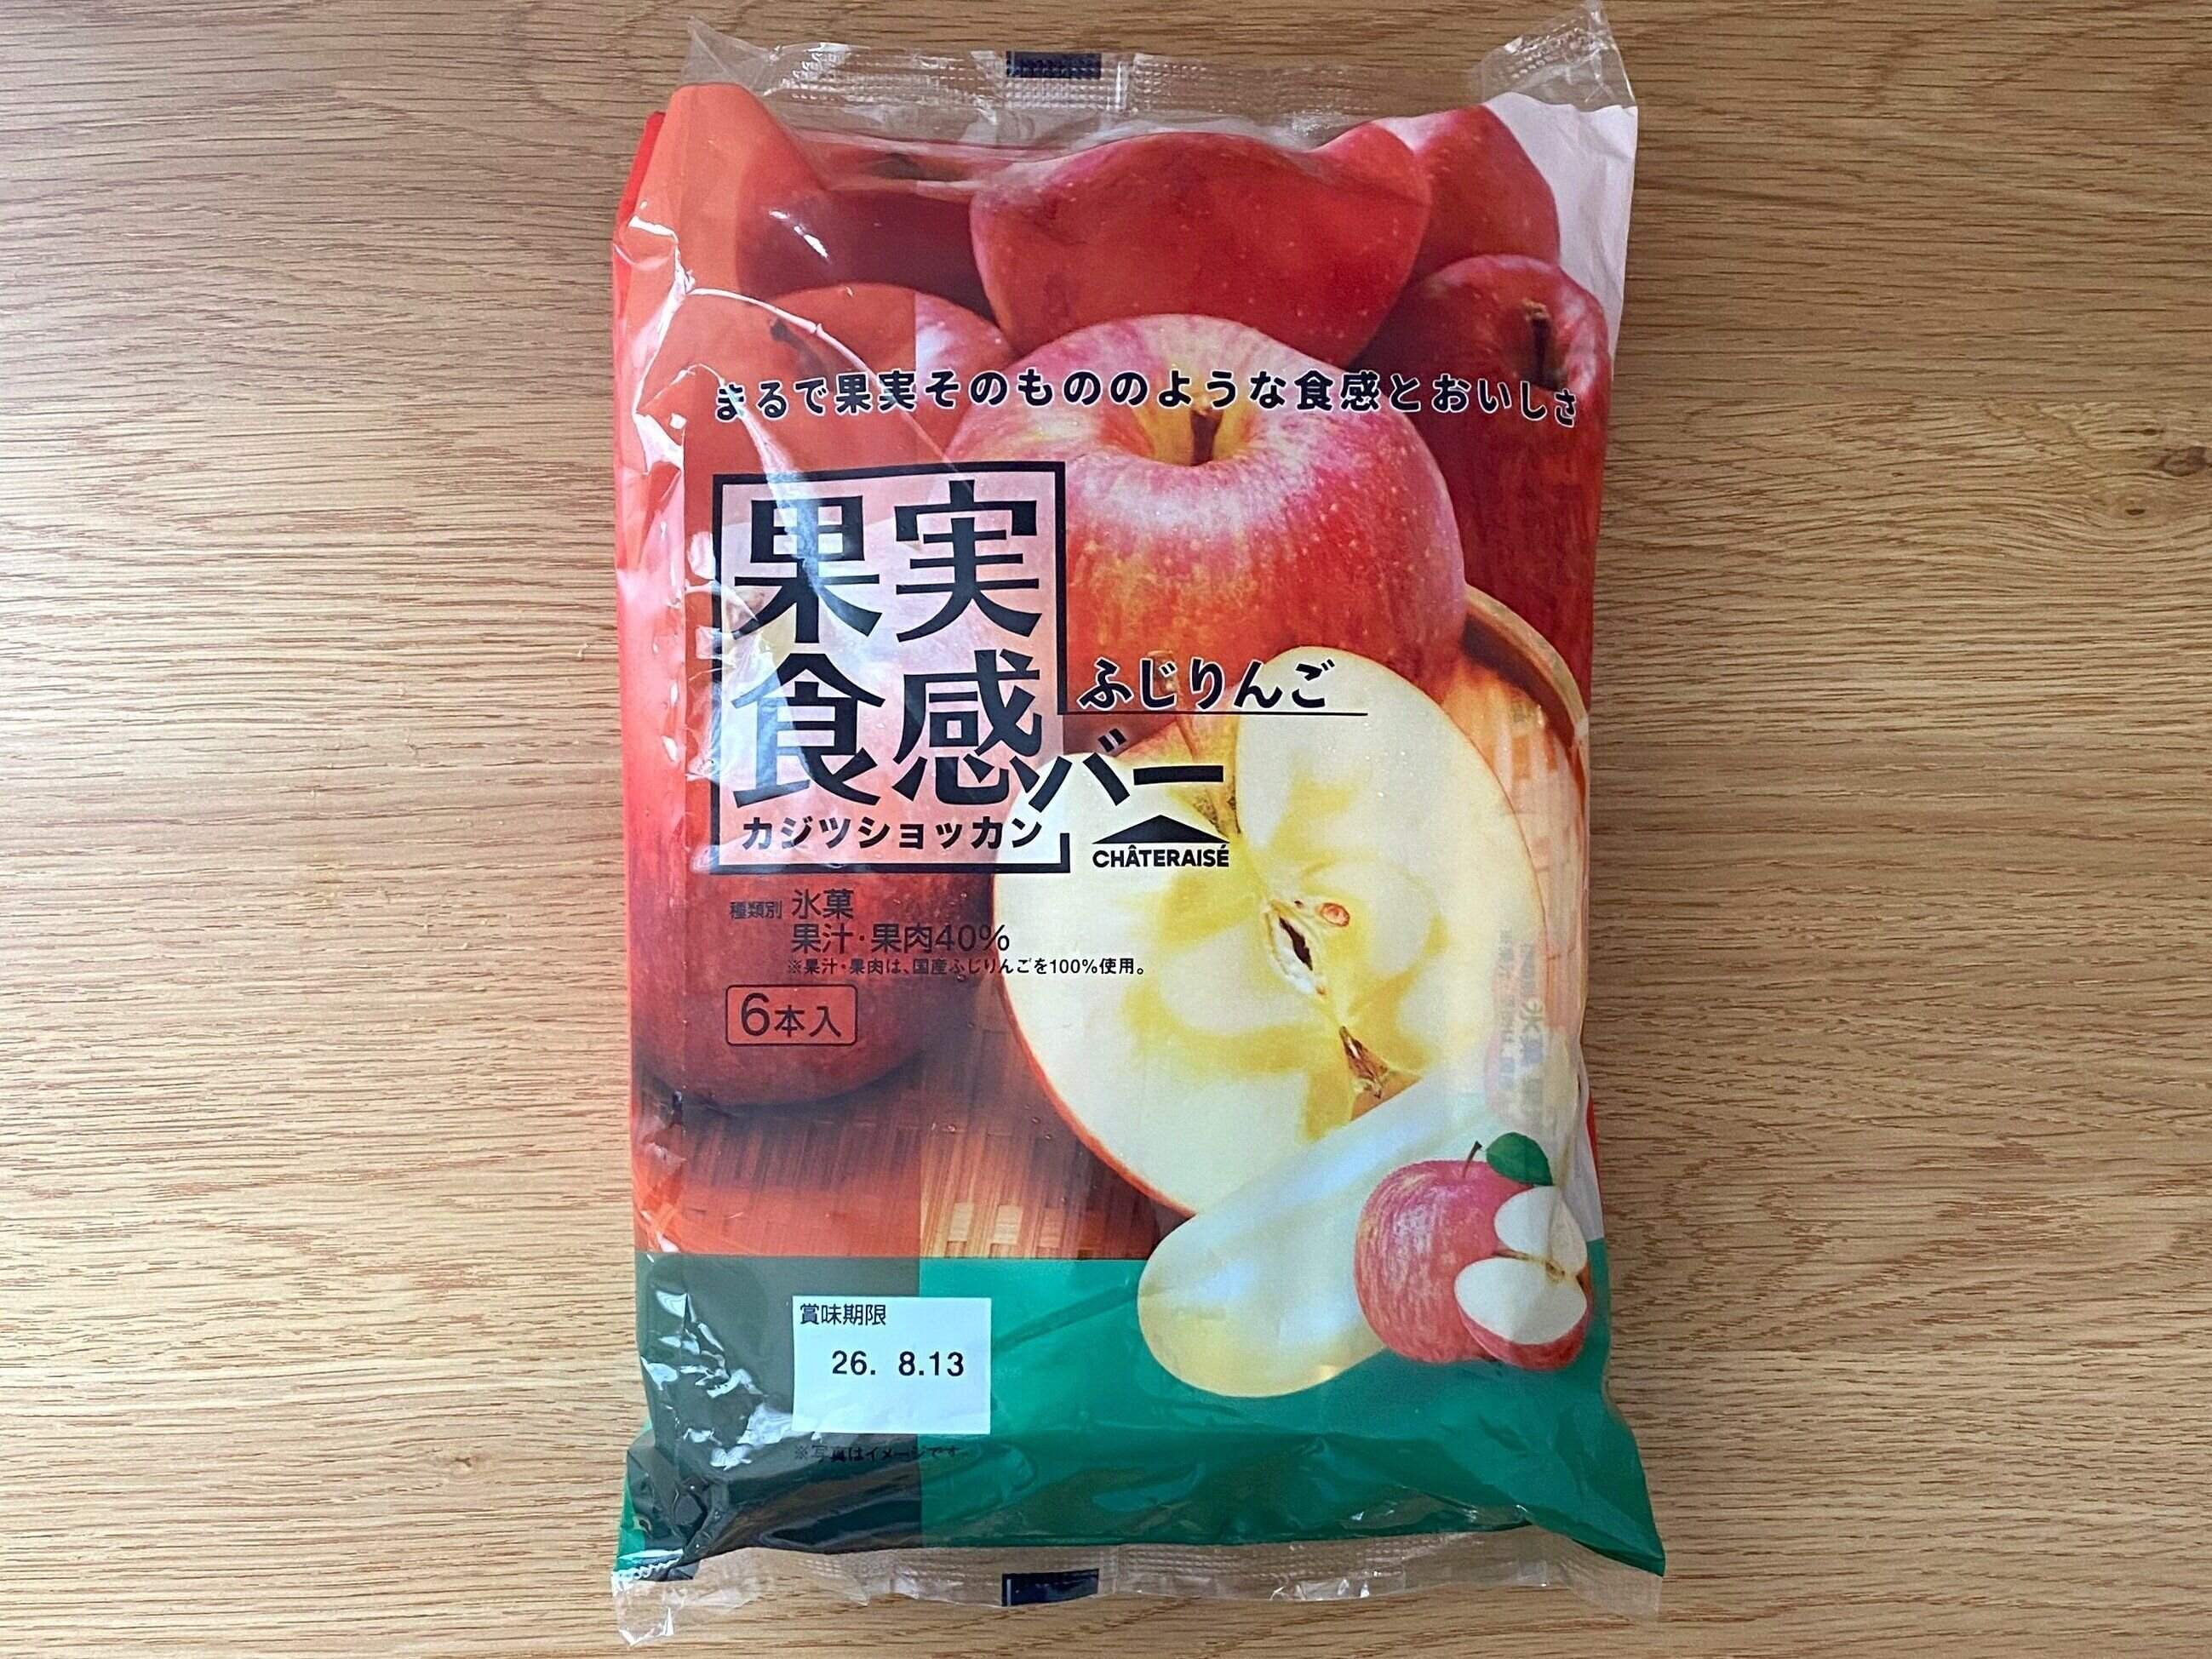 まるで果実そのもののような食感とおいしさ
果実
食感バー
カジツショッカン
ふじりんご
CHÂTERAISÉ
種類別 氷菓
果汁・果肉40%
※果汁・果肉は、国産ふじりんごを100%使用。
6本入
賞味期限
26. 8.13
※写真はイメージです